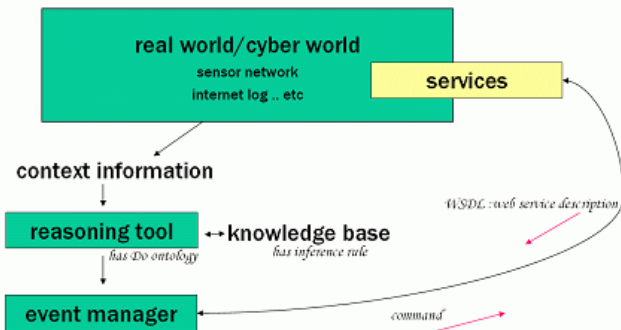 real world/cyber world
sensor network
internet log .. etc
services
context information
WSDL :web service description
reasoning tool
knowledge base
has Do ontology
has inference rule
event manager
command